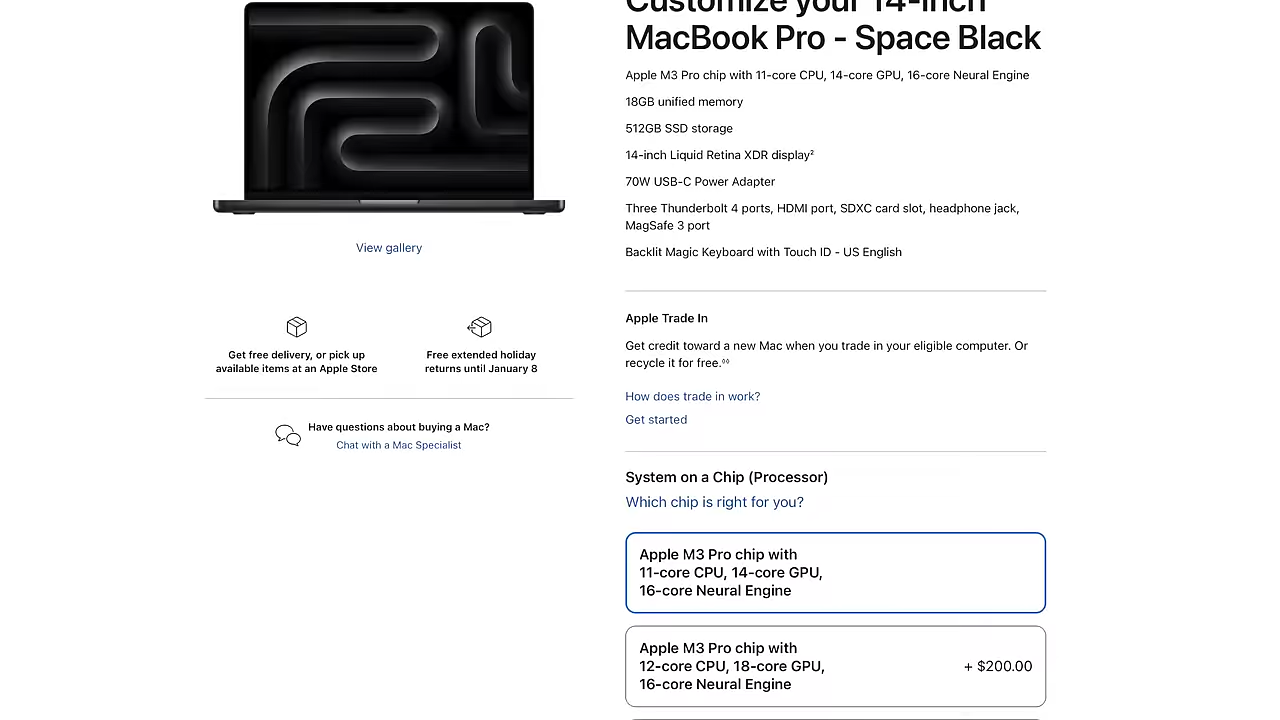 Customize your 14-inch
MacBook Pro - Space Black
Apple M3 Pro chip with 11-core CPU, 14-core GPU, 16-core Neural Engine
18GB unified memory
512GB SSD storage
14-inch Liquid Retina XDR display²
70W USB-C Power Adapter
Three Thunderbolt 4 ports, HDMI port, SDXC card slot, headphone jack,
MagSafe 3 port
Backlit Magic Keyboard with Touch ID - US English
View gallery
Get free delivery, or pick up
available items at an Apple Store
Free extended holiday
returns until January 8
Have questions about buying a Mac?
Chat with a Mac Specialist
Apple Trade In
Get credit toward a new Mac when you trade in your eligible computer. Or
recycle it for free.◊◊
How does trade in work?
Get started
System on a Chip (Processor)
Which chip is right for you?
Apple M3 Pro chip with
11-core CPU, 14-core GPU,
16-core Neural Engine
Apple M3 Pro chip with
12-core CPU, 18-core GPU,
16-core Neural Engine
+ $200.00